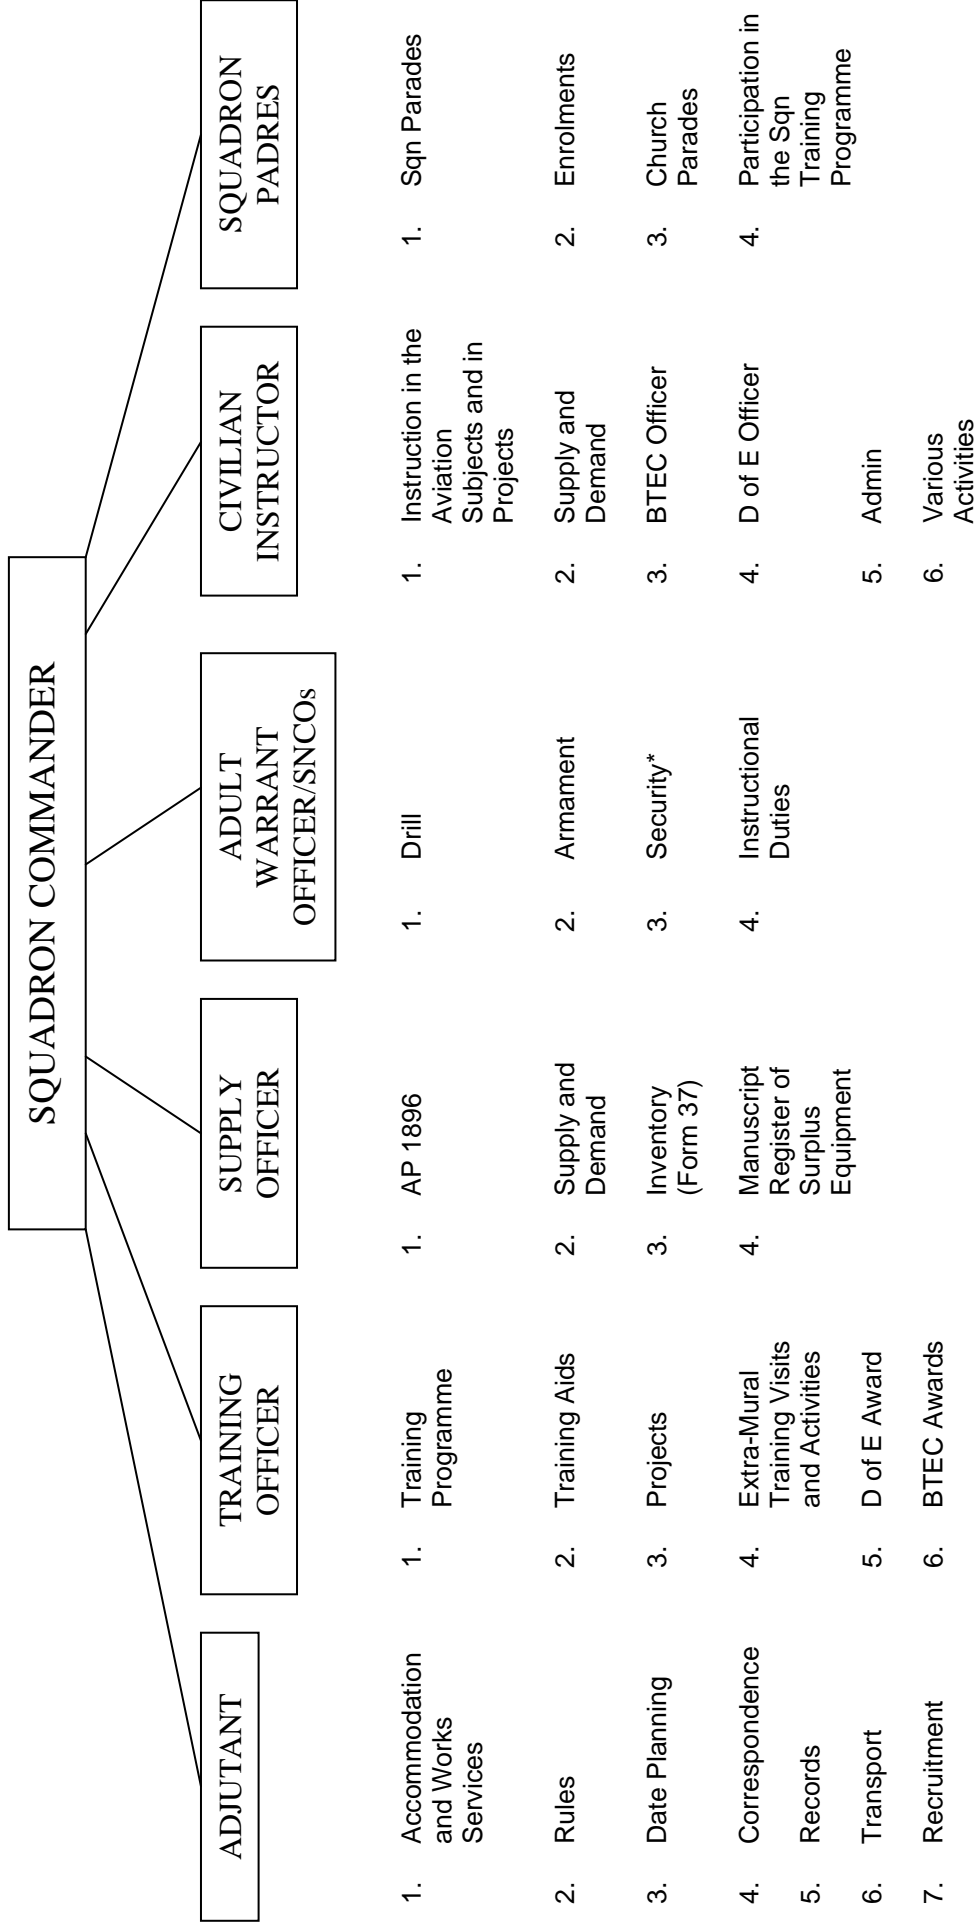 SQUADRON COMMANDER
ADJUTANT
1. Accommodation
and Works
Services
2. Rules
3. Date Planning
4. Correspondence
5. Records
6. Transport
7. Recruitment
TRAINING
OFFICER
1. Training
Programme
2. Training Aids
3. Projects
4. Extra-Mural
Training Visits
and Activities
5. D of E Award
6. BTEC Awards
SUPPLY
OFFICER
1. AP 1896
2. Supply and
Demand
3. Inventory
(Form 37)
4. Manuscript
Register of
Surplus
Equipment
ADULT
WARRANT
OFFICER/SNCOs
1. Drill
2. Armament
3. Security*
4. Instructional
Duties
CIVILIAN
INSTRUCTOR
1. Instruction in the
Aviation
Subjects and in
Projects
2. Supply and
Demand
3. BTEC Officer
4. D of E Officer
5. Admin
6. Various
Activities
SQUADRON
PADRES
1. Sqn Parades
2. Enrolments
3. Church
Parades
4. Participation in
the Sqn
Training
Programme